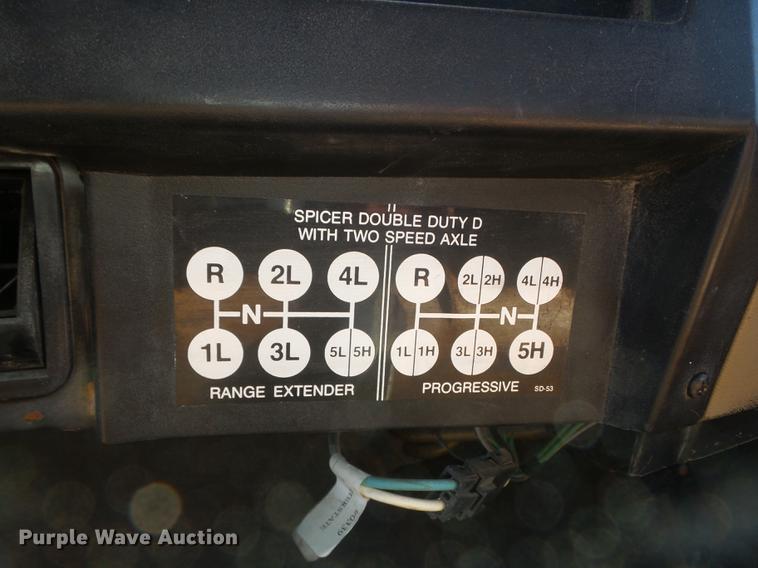 SPICER DOUBLE DUTY D
WITH TWO SPEED AXLE
R 2L 4L
N
1L 3L 5L 5H
RANGE EXTENDER
R 2L 2H 4L 4H
N
1L 1H 3L 3H 5H
PROGRESSIVE
SD-53
Purple Wave Auction